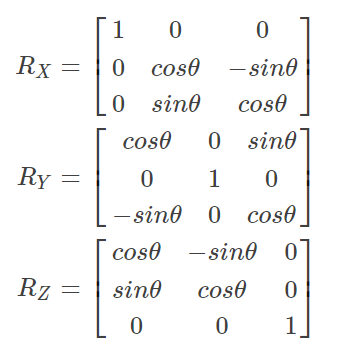 1 0 0
R_X = 0 cosθ −sinθ
0 sinθ cosθ
cosθ 0 sinθ
R_Y = 0 1 0
−sinθ 0 cosθ
cosθ −sinθ 0
R_Z = sinθ cosθ 0
0 0 1